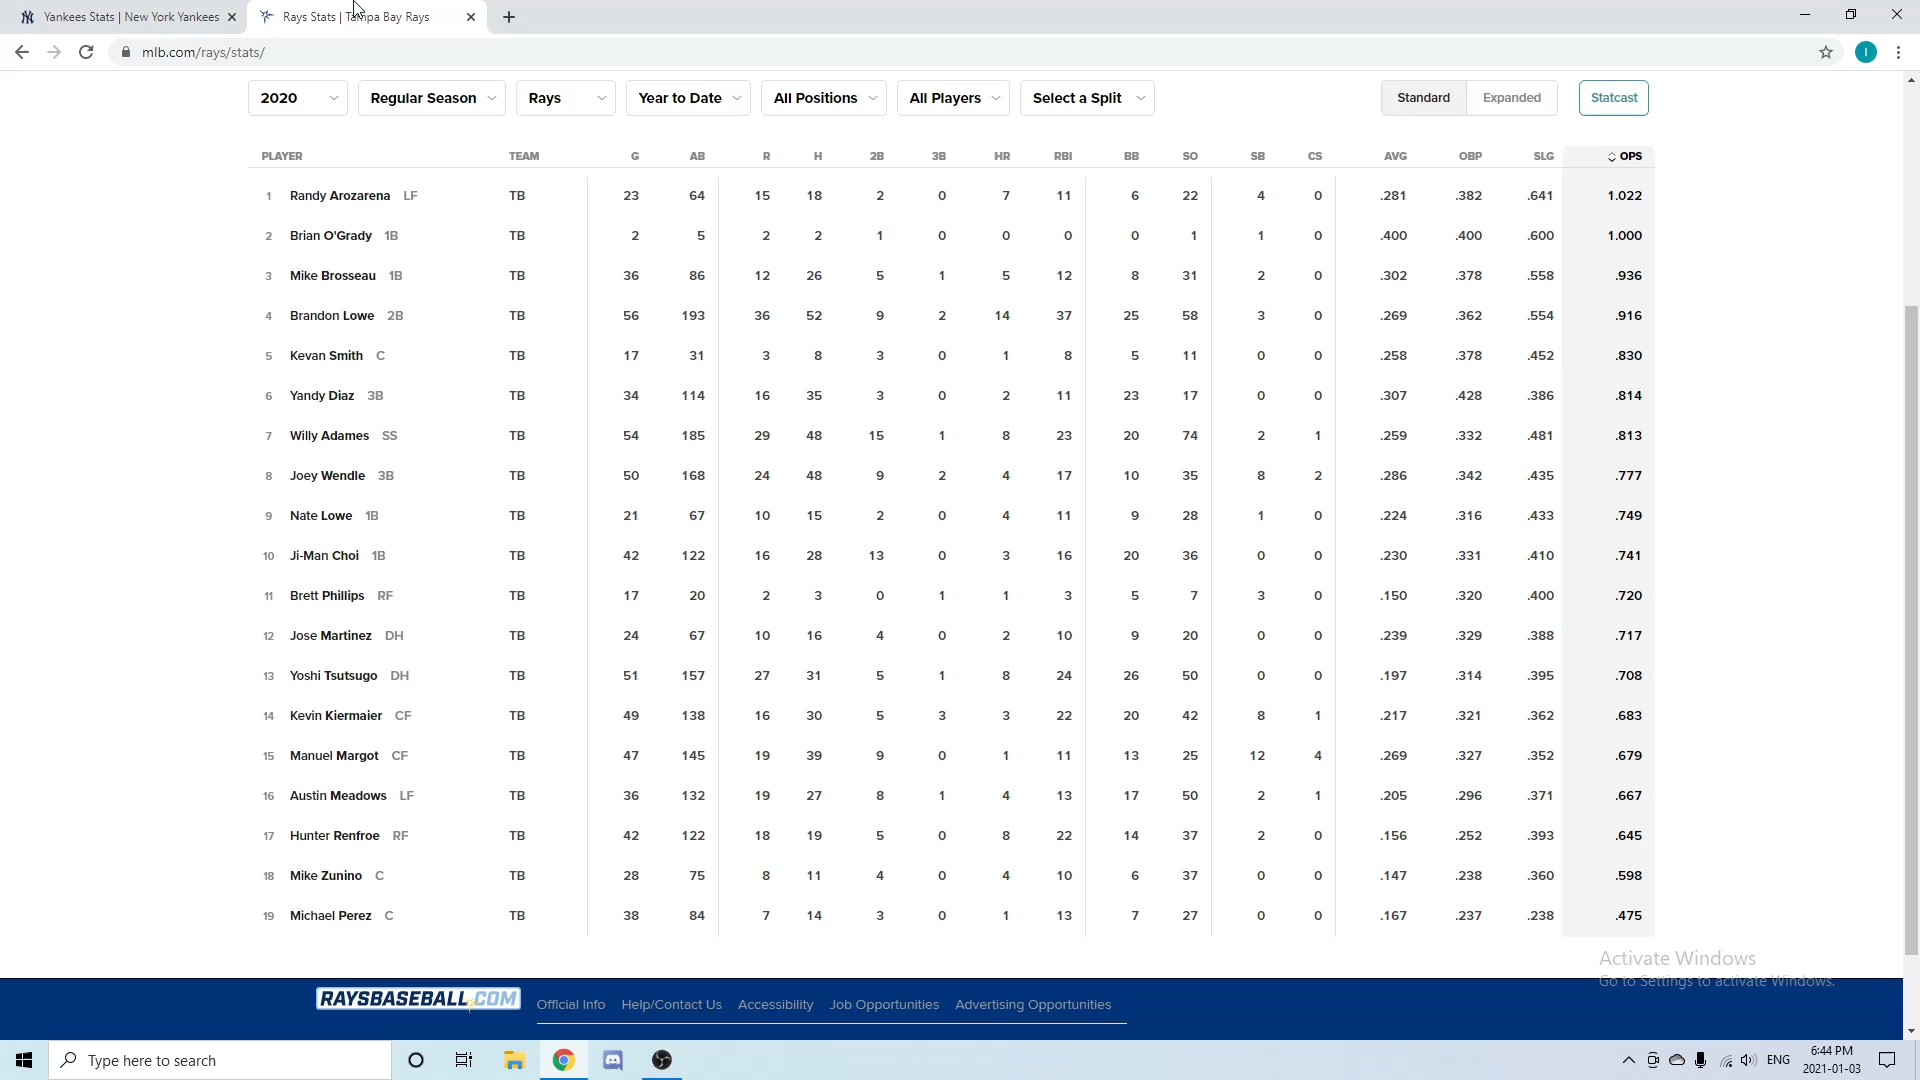 Yankees Stats | New York Yankees
Rays Stats | Tampa Bay Rays
mlb.com/rays/stats/
I
2020 Regular Season Rays Year to Date All Positions All Players Select a Split Standard Expanded Statcast
PLAYER TEAM G AB R H 2B 3B HR RBI BB SO SB CS AVG OBP SLG OPS
1 Randy Arozarena LF TB 23 64 15 18 2 0 7 11 6 22 4 0 .281 .382 .641 1.022
2 Brian O'Grady 1B TB 2 5 2 2 1 0 0 0 0 1 1 0 .400 .400 .600 1.000
3 Mike Brosseau 1B TB 36 86 12 26 5 1 5 12 8 31 2 0 .302 .378 .558 .936
4 Brandon Lowe 2B TB 56 193 36 52 9 2 14 37 25 58 3 0 .269 .362 .554 .916
5 Kevan Smith C TB 17 31 3 8 3 0 1 8 5 11 0 0 .258 .378 .452 .830
6 Yandy Diaz 3B TB 34 114 16 35 3 0 2 11 23 17 0 0 .307 .428 .386 .814
7 Willy Adames SS TB 54 185 29 48 15 1 8 23 20 74 2 1 .259 .332 .481 .813
8 Joey Wendle 3B TB 50 168 24 48 9 2 4 17 10 35 8 2 .286 .342 .435 .777
9 Nate Lowe 1B TB 21 67 10 15 2 0 4 11 9 28 1 0 .224 .316 .433 .749
10 Ji-Man Choi 1B TB 42 122 16 28 13 0 3 16 20 36 0 0 .230 .331 .410 .741
11 Brett Phillips RF TB 17 20 2 3 0 1 1 3 5 7 3 0 .150 .320 .400 .720
12 Jose Martinez DH TB 24 67 10 16 4 0 2 10 9 20 0 0 .239 .329 .388 .717
13 Yoshi Tsutsugo DH TB 51 157 27 31 5 1 8 24 26 50 0 0 .197 .314 .395 .708
14 Kevin Kiermaier CF TB 49 138 16 30 5 3 3 22 20 42 8 1 .217 .321 .362 .683
15 Manuel Margot CF TB 47 145 19 39 9 0 1 11 13 25 12 4 .269 .327 .352 .679
16 Austin Meadows LF TB 36 132 19 27 8 1 4 13 17 50 2 1 .205 .296 .371 .667
17 Hunter Renfroe RF TB 42 122 18 19 5 0 8 22 14 37 2 0 .156 .252 .393 .645
18 Mike Zunino C TB 28 75 8 11 4 0 4 10 6 37 0 0 .147 .238 .360 .598
19 Michael Perez C TB 38 84 7 14 3 0 1 13 7 27 0 0 .167 .237 .238 .475
Activate Windows
Go to Settings to activate Windows.
RAYSBASEBALL.COM Official Info Help/Contact Us Accessibility Job Opportunities Advertising Opportunities
Type here to search
ENG
6:44 PM
2021-01-03